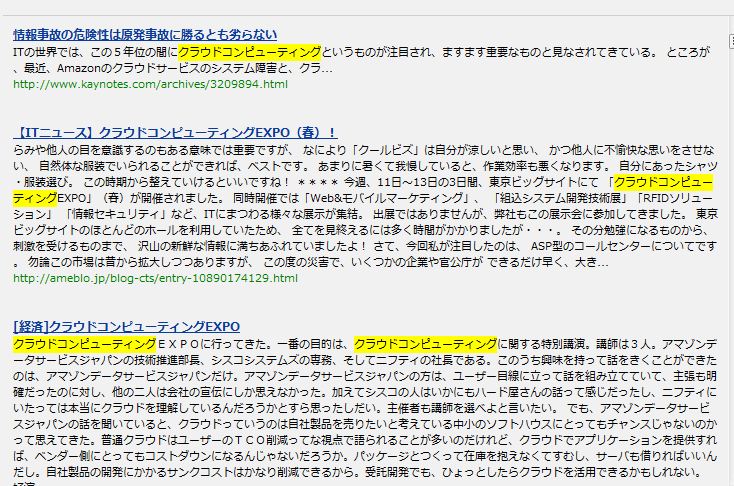 情報事故の危険性は原発事故に勝るとも劣らない
ITの世界では、この５年位の間にクラウドコンピューティングというものが注目され、ますます重要なものと見なされてきている。 ところが
、最近、Amazonのクラウドサービスのシステム障害と、クラ...
http://www.kaynotes.com/archives/3209894.html
【ITニュース】クラウドコンピューティングEXPO（春）！
らみや他人の目を意識するのもある意味では重要ですが、 なにより「クールビズ」は自分が涼しいと思い、 かつ他人に不愉快な思いをさせな
い、 自然体な服装でいられることができれば、ベストです。 あまりに暑くて我慢していると、作業効率も悪くなります。 自分にあったシャツ
・服装選び。 この時期から整えていけるといいですね！ ＊＊＊＊ 今週、11日～13日の3日間、東京ビッグサイトにて 「クラウドコンピュー
ティングEXPO」（春）が開催されました。 同時開催では「Web&モバイルマーケティング」、 「組込システム開発技術展」「RFIDソリュー
ション」 「情報セキュリティ」など、ITにまつわる様々な展示が集結。 出展ではありませんが、弊社もこの展示会に参加してきました。 東京
ビッグサイトのほとんどのホールを利用していたため、 全てを見終えるには多く時間がかかりましたが・・・。 その分勉強になるものから、
刺激を受けるものまで、 沢山の新鮮な情報に満ちあふれていましたよ！ さて、今回私が注目したのは、 ASP型のコールセンターについてです
。 勿論この市場は昔から拡大しつつありますが、 この度の災害で、いくつかの企業や官公庁が できるだけ早く、大き...
http://ameblo.jp/blog-cts/entry-10890174129.html
[経済]クラウドコンピューティングEXPO
クラウドコンピューティングＥＸＰＯに行ってきた。一番の目的は、クラウドコンピューティングに関する特別講演。講師は３人。アマゾンデ
ータサービスジャパンの技術推進部長、シスコシステムズの専務、そしてニフティの社長である。このうち興味を持って話をきくことができた
のは、アマゾンデータサービスジャパンだけ。アマゾンデータサービスジャパンの方は、ユーザー目線に立って話を組み立てていて、主張も明
確だったのに対し、他の二人は会社の宣伝にしか思えなかった。加えてシスコの人はいかにもハード屋さんの話って感じだったし、ニフティに
いたっては本当にクラウドを理解しているんだろうかとすら思ったしだい。主催者も講師を選べよと言いたい。 でも、アマゾンデータサービ
スジャパンの話を聞いていると、クラウドっていうのは自社製品を売りたいと考えている中小のソフトハウスにとってもチャンスじゃないのか
って思えてきた。普通クラウドはユーザーのＴＣＯ削減ってな視点で語られることが多いのだけれど、クラウドでアプリケーションを提供すれ
ば、ベンダー側にとってもコストダウンになるんじゃないだろうか。パッケージとつくって在庫を抱えなくてすむし、サーバも借りればいいん
だし。自社製品の開発にかかるサンクコストはかなり削減できるから。受託開発でも、ひょっとしたらクラウドを活用できるかもしれない。